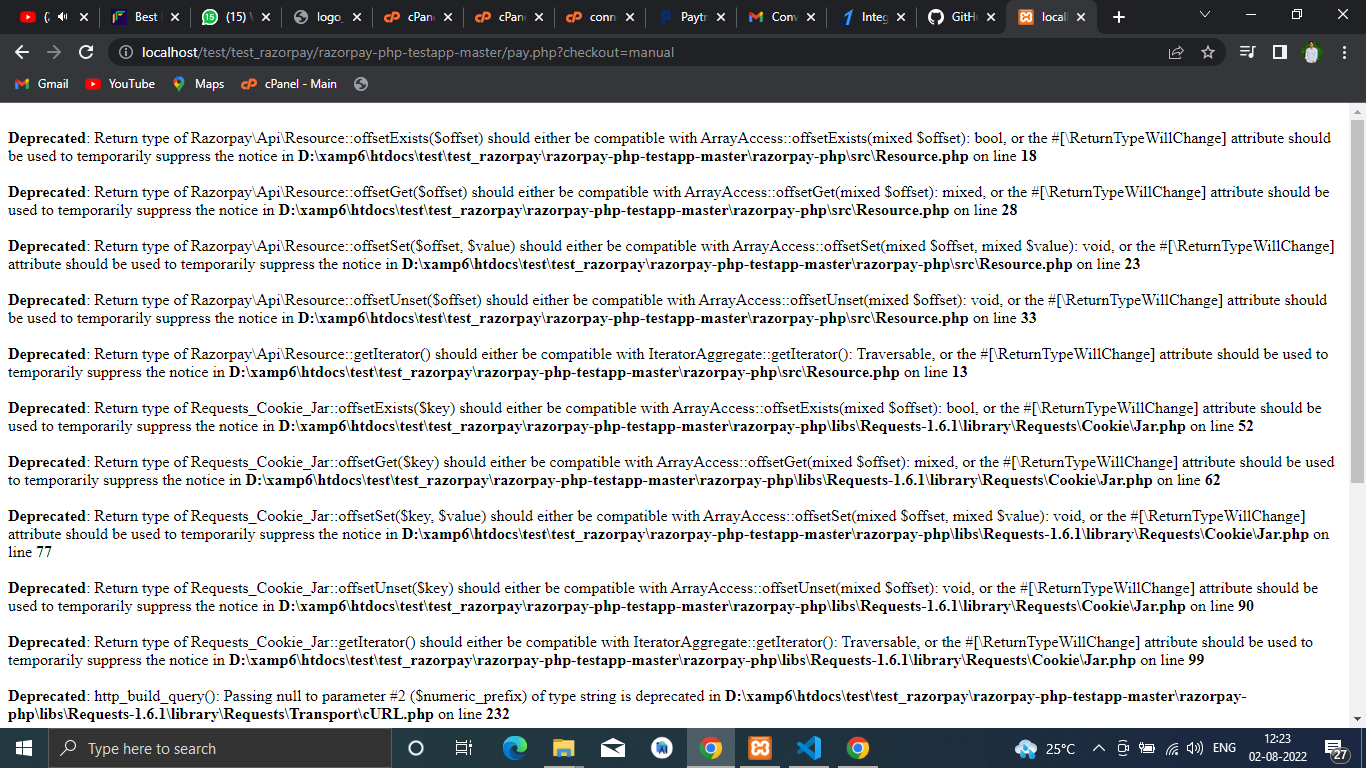 (2
Best
15
(15) V
logo_
cPan
cPan
conn
Paytr
Conv
Integ
GitH
locall
localhost/test/test_razorpay/razorpay-php-testapp-master/pay.php?checkout=manual
Gmail
YouTube
Maps
cPanel - Main
Deprecated: Return type of Razorpay\Api\Resource::offsetExists($offset) should either be compatible with ArrayAccess::offsetExists(mixed $offset): bool, or the #[\ReturnTypeWillChange] attribute should
be used to temporarily suppress the notice in D:\xamp6\htdocs\test\test_razorpay\razorpay-php-testapp-master\razorpay-php\src\Resource.php on line 18
Deprecated: Return type of Razorpay\Api\Resource::offsetGet($offset) should either be compatible with ArrayAccess::offsetGet(mixed $offset): mixed, or the #[\ReturnTypeWillChange] attribute should be
used to temporarily suppress the notice in D:\xamp6\htdocs\test\test_razorpay\razorpay-php-testapp-master\razorpay-php\src\Resource.php on line 28
Deprecated: Return type of Razorpay\Api\Resource::offsetSet($offset, $value) should either be compatible with ArrayAccess::offsetSet(mixed $offset, mixed $value): void, or the #[\ReturnTypeWillChange]
attribute should be used to temporarily suppress the notice in D:\xamp6\htdocs\test\test_razorpay\razorpay-php-testapp-master\razorpay-php\src\Resource.php on line 23
Deprecated: Return type of Razorpay\Api\Resource::offsetUnset($offset) should either be compatible with ArrayAccess::offsetUnset(mixed $offset): void, or the #[\ReturnTypeWillChange] attribute should
be used to temporarily suppress the notice in D:\xamp6\htdocs\test\test_razorpay\razorpay-php-testapp-master\razorpay-php\src\Resource.php on line 33
Deprecated: Return type of Razorpay\Api\Resource::getIterator() should either be compatible with IteratorAggregate::getIterator(): Traversable, or the #[\ReturnTypeWillChange] attribute should be used to
temporarily suppress the notice in D:\xamp6\htdocs\test\test_razorpay\razorpay-php-testapp-master\razorpay-php\src\Resource.php on line 13
Deprecated: Return type of Requests_Cookie_Jar::offsetExists($key) should either be compatible with ArrayAccess::offsetExists(mixed $offset): bool, or the #[\ReturnTypeWillChange] attribute should be
used to temporarily suppress the notice in D:\xamp6\htdocs\test\test_razorpay\razorpay-php-testapp-master\razorpay-php\libs\Requests-1.6.1\library\Requests\Cookie\Jar.php on line 52
Deprecated: Return type of Requests_Cookie_Jar::offsetGet($key) should either be compatible with ArrayAccess::offsetGet(mixed $offset): mixed, or the #[\ReturnTypeWillChange] attribute should be used
to temporarily suppress the notice in D:\xamp6\htdocs\test\test_razorpay\razorpay-php-testapp-master\razorpay-php\libs\Requests-1.6.1\library\Requests\Cookie\Jar.php on line 62
Deprecated: Return type of Requests_Cookie_Jar::offsetSet($key, $value) should either be compatible with ArrayAccess::offsetSet(mixed $offset, mixed $value): void, or the #[\ReturnTypeWillChange]
attribute should be used to temporarily suppress the notice in D:\xamp6\htdocs\test\test_razorpay\razorpay-php-testapp-master\razorpay-php\libs\Requests-1.6.1\library\Requests\Cookie\Jar.php on
line 77
Deprecated: Return type of Requests_Cookie_Jar::offsetUnset($key) should either be compatible with ArrayAccess::offsetUnset(mixed $offset): void, or the #[\ReturnTypeWillChange] attribute should be
used to temporarily suppress the notice in D:\xamp6\htdocs\test\test_razorpay\razorpay-php-testapp-master\razorpay-php\libs\Requests-1.6.1\library\Requests\Cookie\Jar.php on line 90
Deprecated: Return type of Requests_Cookie_Jar::getIterator() should either be compatible with IteratorAggregate::getIterator(): Traversable, or the #[\ReturnTypeWillChange] attribute should be used to
temporarily suppress the notice in D:\xamp6\htdocs\test\test_razorpay\razorpay-php-testapp-master\razorpay-php\libs\Requests-1.6.1\library\Requests\Cookie\Jar.php on line 99
Deprecated: http_build_query(): Passing null to parameter #2 ($numeric_prefix) of type string is deprecated in D:\xamp6\htdocs\test\test_razorpay\razorpay-php-testapp-master\razorpay-
php\libs\Requests-1.6.1\library\Requests\Transport\cURL.php on line 232
Type here to search
25°C
ENG
12:23
02-08-2022
27